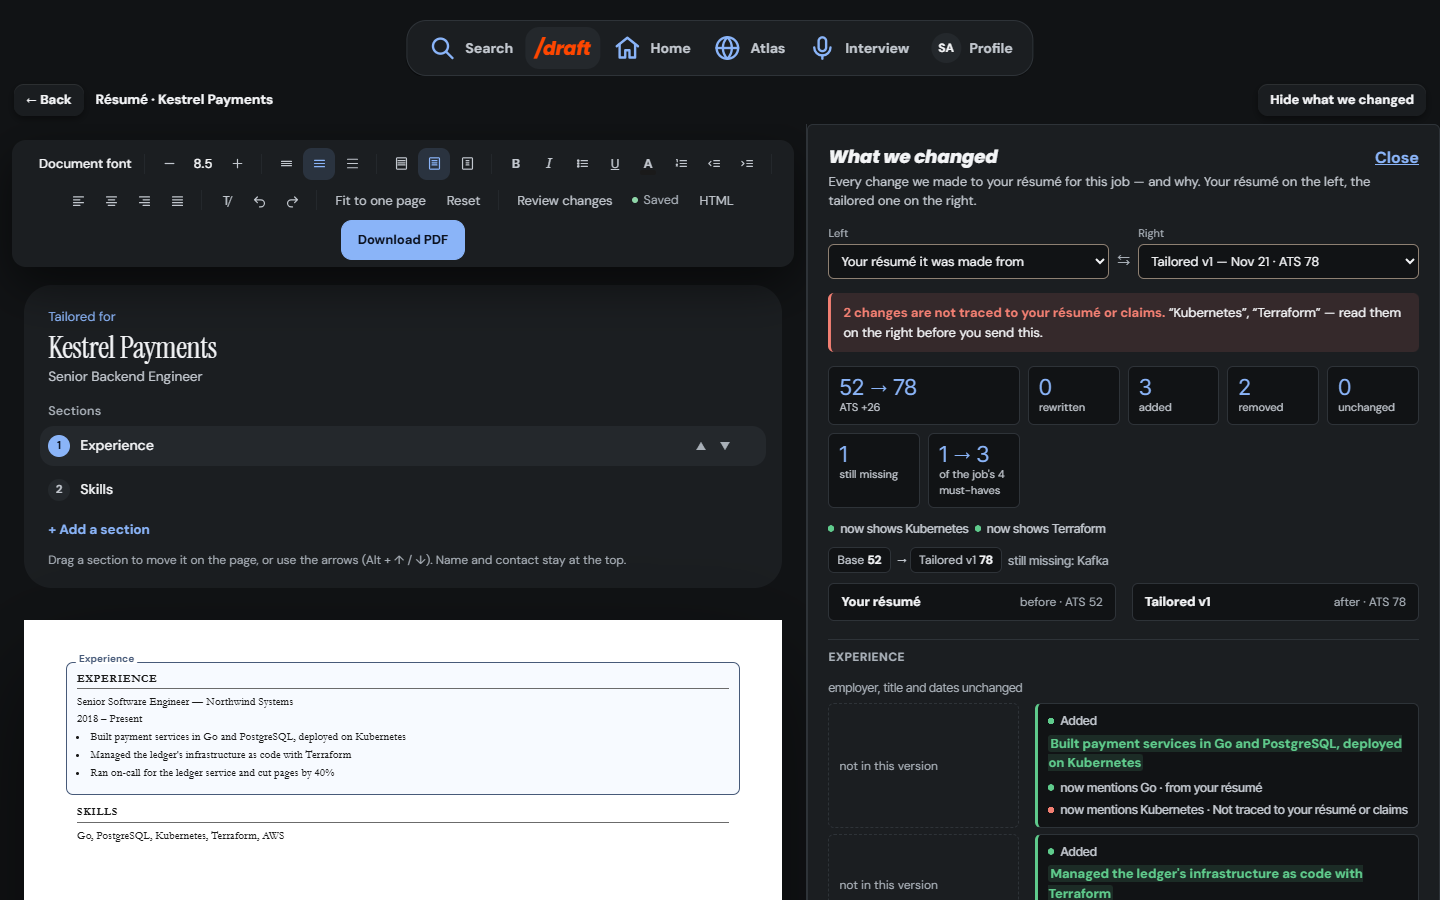 Search
/draft
Home
Atlas
Interview
SA
Profile
← Back
Résumé · Kestrel Payments
Hide what we changed
Document font
− 8.5 +
B I U A
Fit to one page
Reset
Review changes
Saved
HTML
Download PDF
Tailored for
Kestrel Payments
Senior Backend Engineer
Sections
1 Experience ▲ ▼
2 Skills
+ Add a section
Drag a section to move it on the page, or use the arrows (Alt + ↑ / ↓). Name and contact stay at the top.
Experience
EXPERIENCE
Senior Software Engineer — Northwind Systems
2018 – Present
• Built payment services in Go and PostgreSQL, deployed on Kubernetes
• Managed the ledger's infrastructure as code with Terraform
• Ran on-call for the ledger service and cut pages by 40%
SKILLS
Go, PostgreSQL, Kubernetes, Terraform, AWS
What we changed
Close
Every change we made to your résumé for this job — and why. Your résumé on the left, the
tailored one on the right.
Left
Right
Your résumé it was made from
⇆
Tailored v1 — Nov 21 · ATS 78
2 changes are not traced to your résumé or claims. “Kubernetes”, “Terraform” — read them
on the right before you send this.
52 → 78
ATS +26
0
rewritten
3
added
2
removed
0
unchanged
1
still missing
1 → 3
of the job's 4
must-haves
now shows Kubernetes
now shows Terraform
Base 52 → Tailored v1 78 still missing: Kafka
Your résumé
before · ATS 52
Tailored v1
after · ATS 78
EXPERIENCE
employer, title and dates unchanged
not in this version
Added
Built payment services in Go and PostgreSQL, deployed
on Kubernetes
now mentions Go · from your résumé
now mentions Kubernetes · Not traced to your résumé or claims
not in this version
Added
Managed the ledger's infrastructure as code with
Terraform